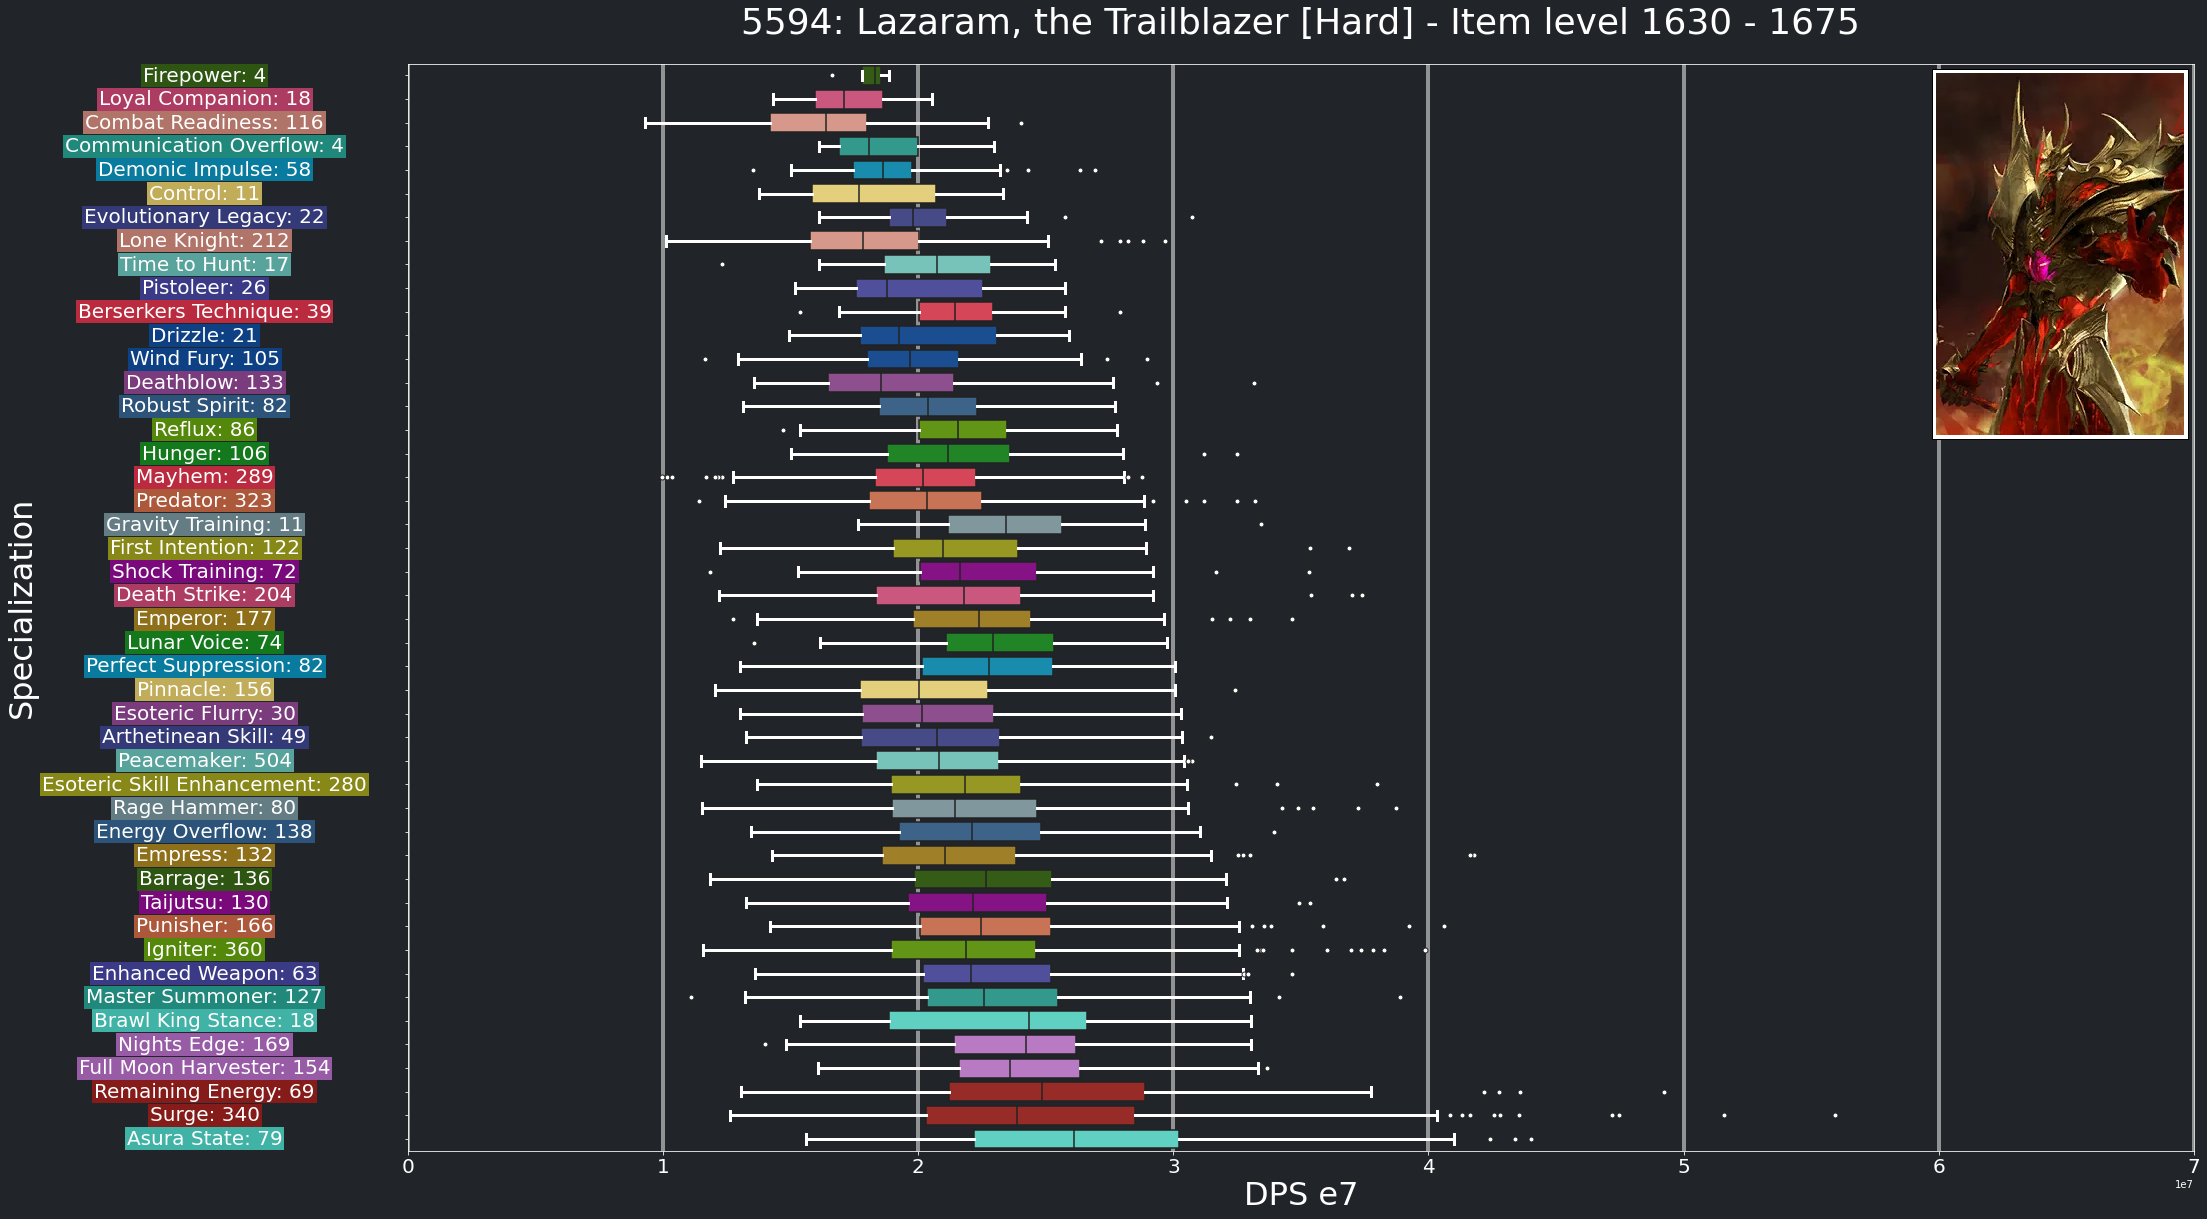 5594: Lazaram, the Trailblazer [Hard] - Item level 1630 - 1675
Firepower: 4
Loyal Companion: 18
Combat Readiness: 116
Communication Overflow: 4
Demonic Impulse: 58
Control: 11
Evolutionary Legacy: 22
Lone Knight: 212
Time to Hunt: 17
Pistoleer: 26
Berserkers Technique: 39
Drizzle: 21
Wind Fury: 105
Deathblow: 133
Robust Spirit: 82
Reflux: 86
Hunger: 106
Mayhem: 289
Predator: 323
Gravity Training: 11
First Intention: 122
Shock Training: 72
Death Strike: 204
Emperor: 177
Lunar Voice: 74
Perfect Suppression: 82
Pinnacle: 156
Esoteric Flurry: 30
Arthetinean Skill: 49
Peacemaker: 504
Esoteric Skill Enhancement: 280
Rage Hammer: 80
Energy Overflow: 138
Empress: 132
Barrage: 136
Taijutsu: 130
Punisher: 166
Igniter: 360
Enhanced Weapon: 63
Master Summoner: 127
Brawl King Stance: 18
Nights Edge: 169
Full Moon Harvester: 154
Remaining Energy: 69
Surge: 340
Asura State: 79
Specialization
0 1 2 3 4 5 6 7
DPS e7
1e7